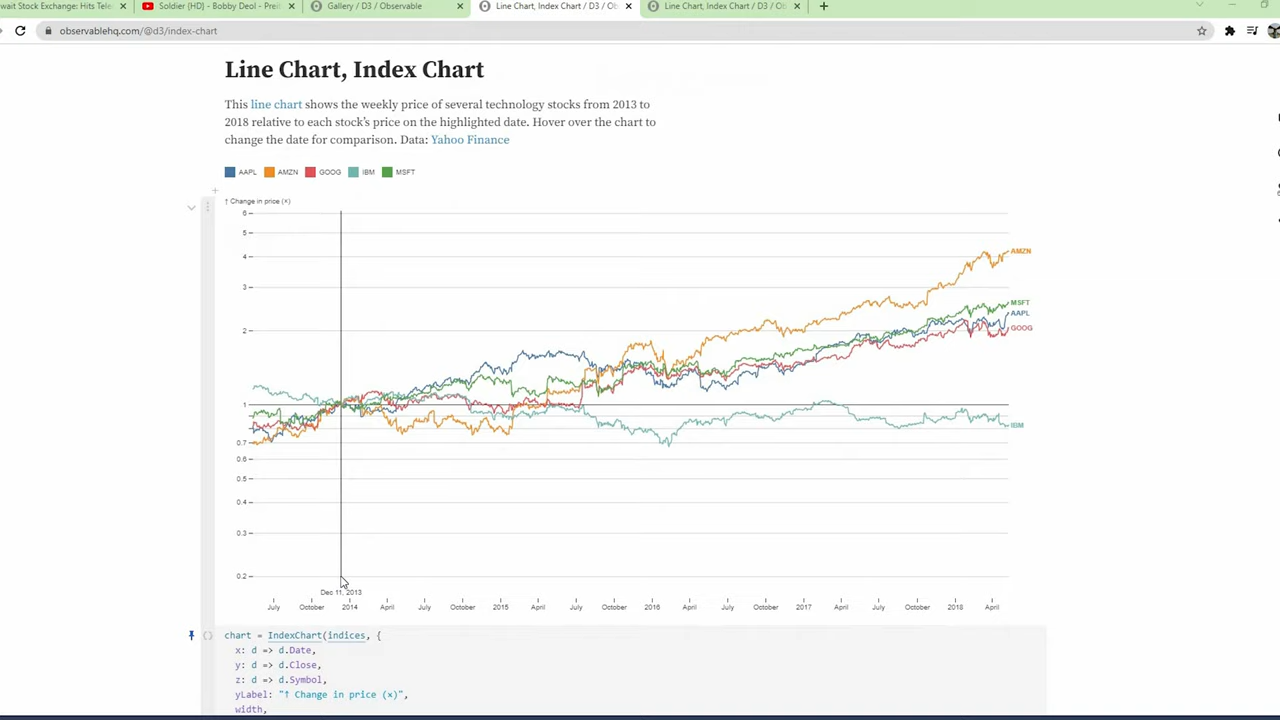 wait Stock Exchange: Hits Tele
Soldier [HD] - Bobby Deol - Prei
Gallery / D3 / Observable
Line Chart, Index Chart / D3 / Ob
Line Chart, Index Chart / D3 / Ob
observablehq.com/@d3/index-chart
Line Chart, Index Chart
This line chart shows the weekly price of several technology stocks from 2013 to
2018 relative to each stock's price on the highlighted date. Hover over the chart to
change the date for comparison. Data: Yahoo Finance
AAPL AMZN GOOG IBM MSFT
↑ Change in price (×)
6
5
4
3
2
1
0.7
0.6
0.5
0.4
0.3
0.2
AMZN
MSFT
AAPL
GOOG
IBM
Dec 11, 2013
July October 2014 April July October 2015 April July October 2016 April July October 2017 April July October 2018 April
chart = IndexChart(indices, {
x: d => d.Date,
y: d => d.Close,
z: d => d.Symbol,
yLabel: "↑ Change in price (×)",
width,